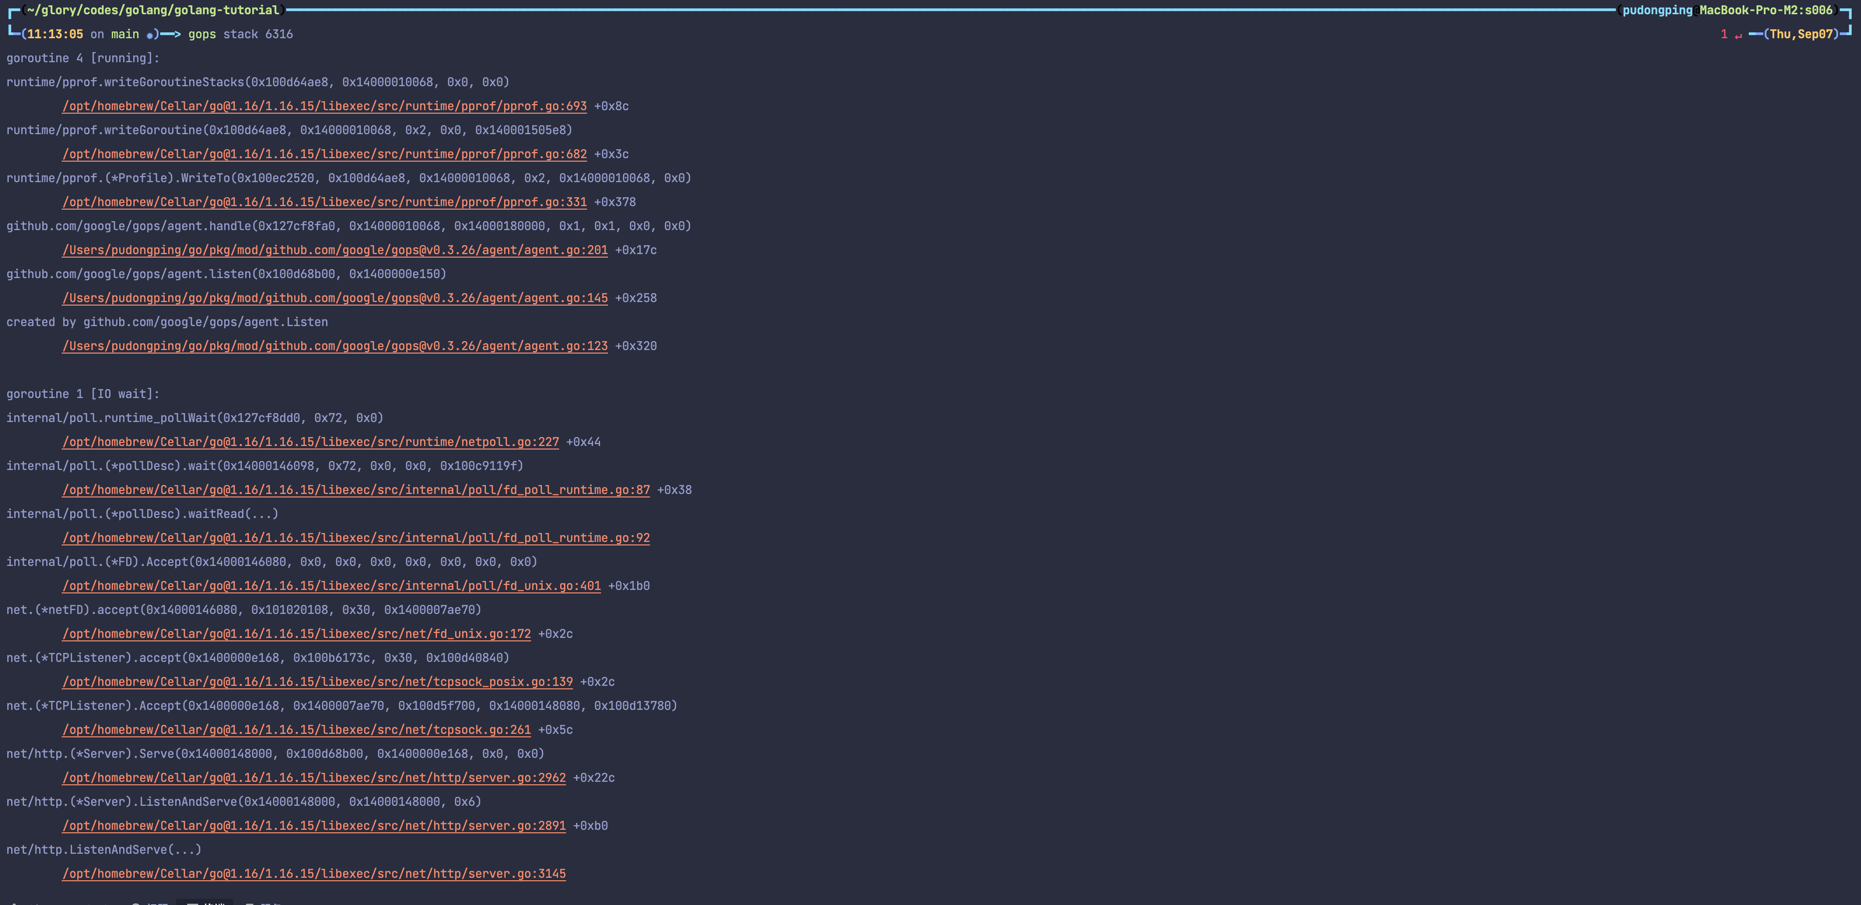 (~/glory/codes/golang/golang-tutorial) (pudongping@MacBook-Pro-M2:s006)
(11:13:05 on main ●)──> gops stack 6316 1 ↵ ──(Thu,Sep07)
goroutine 4 [running]:
runtime/pprof.writeGoroutineStacks(0x100d64ae8, 0x14000010068, 0x0, 0x0)
/opt/homebrew/Cellar/go@1.16/1.16.15/libexec/src/runtime/pprof/pprof.go:693 +0x8c
runtime/pprof.writeGoroutine(0x100d64ae8, 0x14000010068, 0x2, 0x0, 0x140001505e8)
/opt/homebrew/Cellar/go@1.16/1.16.15/libexec/src/runtime/pprof/pprof.go:682 +0x3c
runtime/pprof.(*Profile).WriteTo(0x100ec2520, 0x100d64ae8, 0x14000010068, 0x2, 0x14000010068, 0x0)
/opt/homebrew/Cellar/go@1.16/1.16.15/libexec/src/runtime/pprof/pprof.go:331 +0x378
github.com/google/gops/agent.handle(0x127cf8fa0, 0x14000010068, 0x14000180000, 0x1, 0x1, 0x0, 0x0)
/Users/pudongping/go/pkg/mod/github.com/google/gops@v0.3.26/agent/agent.go:201 +0x17c
github.com/google/gops/agent.listen(0x100d68b00, 0x1400000e150)
/Users/pudongping/go/pkg/mod/github.com/google/gops@v0.3.26/agent/agent.go:145 +0x258
created by github.com/google/gops/agent.Listen
/Users/pudongping/go/pkg/mod/github.com/google/gops@v0.3.26/agent/agent.go:123 +0x320
goroutine 1 [IO wait]:
internal/poll.runtime_pollWait(0x127cf8dd0, 0x72, 0x0)
/opt/homebrew/Cellar/go@1.16/1.16.15/libexec/src/runtime/netpoll.go:227 +0x44
internal/poll.(*pollDesc).wait(0x14000146098, 0x72, 0x0, 0x0, 0x100c9119f)
/opt/homebrew/Cellar/go@1.16/1.16.15/libexec/src/internal/poll/fd_poll_runtime.go:87 +0x38
internal/poll.(*pollDesc).waitRead(...)
/opt/homebrew/Cellar/go@1.16/1.16.15/libexec/src/internal/poll/fd_poll_runtime.go:92
internal/poll.(*FD).Accept(0x14000146080, 0x0, 0x0, 0x0, 0x0, 0x0, 0x0, 0x0)
/opt/homebrew/Cellar/go@1.16/1.16.15/libexec/src/internal/poll/fd_unix.go:401 +0x1b0
net.(*netFD).accept(0x14000146080, 0x101020108, 0x30, 0x1400007ae70)
/opt/homebrew/Cellar/go@1.16/1.16.15/libexec/src/net/fd_unix.go:172 +0x2c
net.(*TCPListener).accept(0x1400000e168, 0x100b6173c, 0x30, 0x100d40840)
/opt/homebrew/Cellar/go@1.16/1.16.15/libexec/src/net/tcpsock_posix.go:139 +0x2c
net.(*TCPListener).Accept(0x1400000e168, 0x1400007ae70, 0x100d5f700, 0x14000148080, 0x100d13780)
/opt/homebrew/Cellar/go@1.16/1.16.15/libexec/src/net/tcpsock.go:261 +0x5c
net/http.(*Server).Serve(0x14000148000, 0x100d68b00, 0x1400000e168, 0x0, 0x0)
/opt/homebrew/Cellar/go@1.16/1.16.15/libexec/src/net/http/server.go:2962 +0x22c
net/http.(*Server).ListenAndServe(0x14000148000, 0x14000148000, 0x6)
/opt/homebrew/Cellar/go@1.16/1.16.15/libexec/src/net/http/server.go:2891 +0xb0
net/http.ListenAndServe(...)
/opt/homebrew/Cellar/go@1.16/1.16.15/libexec/src/net/http/server.go:3145